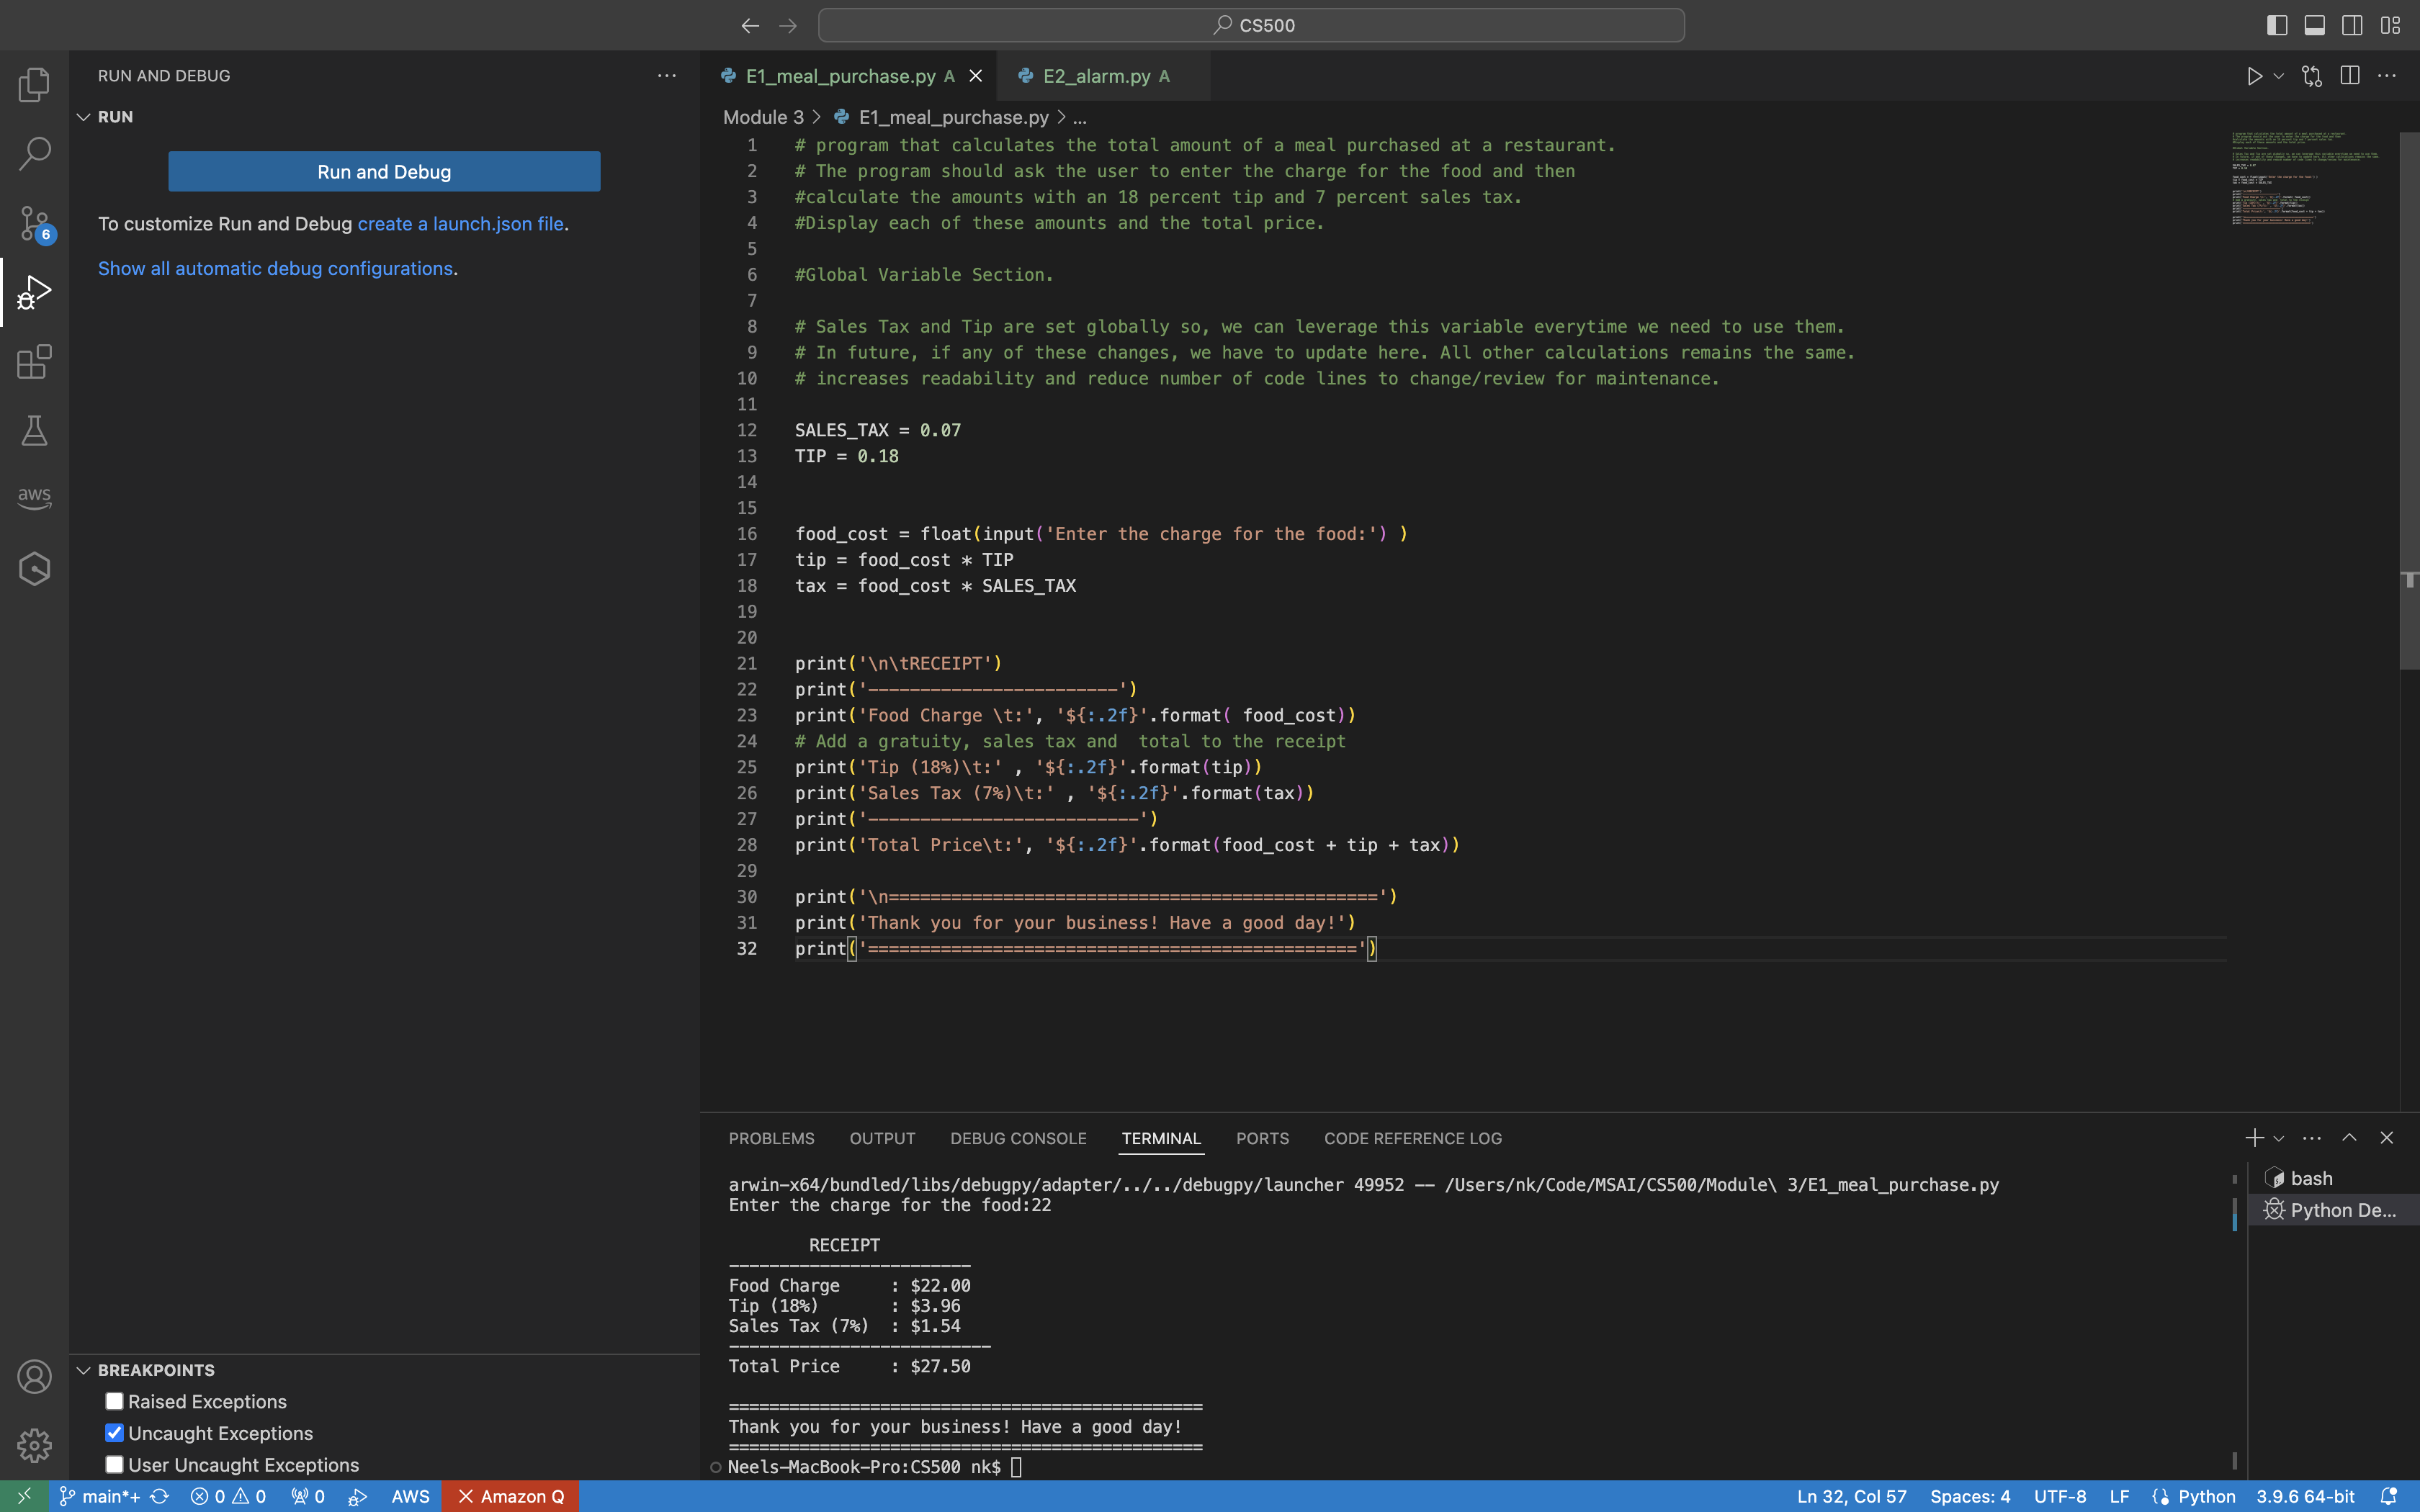 CS500
RUN AND DEBUG
RUN
Run and Debug
To customize Run and Debug create a launch.json file.
Show all automatic debug configurations.
6
aws
E1_meal_purchase.py A
E2_alarm.py A
Module 3 > E1_meal_purchase.py > ...
1 # program that calculates the total amount of a meal purchased at a restaurant.
2 # The program should ask the user to enter the charge for the food and then
3 #calculate the amounts with an 18 percent tip and 7 percent sales tax.
4 #Display each of these amounts and the total price.
5
6 #Global Variable Section.
7
8 # Sales Tax and Tip are set globally so, we can leverage this variable everytime we need to use them.
9 # In future, if any of these changes, we have to update here. All other calculations remains the same.
10 # increases readability and reduce number of code lines to change/review for maintenance.
11
12 SALES_TAX = 0.07
13 TIP = 0.18
14
15
16 food_cost = float(input('Enter the charge for the food:') )
17 tip = food_cost * TIP
18 tax = food_cost * SALES_TAX
19
20
21 print('\n\tRECEIPT')
22 print('------------------------')
23 print('Food Charge \t:', '${:.2f}'.format( food_cost))
24 # Add a gratuity, sales tax and  total to the receipt
25 print('Tip (18%)\t:' , '${:.2f}'.format(tip))
26 print('Sales Tax (7%)\t:' , '${:.2f}'.format(tax))
27 print('--------------------------')
28 print('Total Price\t:', '${:.2f}'.format(food_cost + tip + tax))
29
30 print('\n===============================================')
31 print('Thank you for your business! Have a good day!')
32 print('===============================================')
PROBLEMS OUTPUT DEBUG CONSOLE TERMINAL PORTS CODE REFERENCE LOG
arwin-x64/bundled/libs/debugpy/adapter/../../debugpy/launcher 49952 -- /Users/nk/Code/MSAI/CS500/Module\ 3/E1_meal_purchase.py
Enter the charge for the food:22
RECEIPT
------------------------
Food Charge     : $22.00
Tip (18%)       : $3.96
Sales Tax (7%)  : $1.54
--------------------------
Total Price     : $27.50
===============================================
Thank you for your business! Have a good day!
===============================================
Neels-MacBook-Pro:CS500 nk$
bash
Python De...
BREAKPOINTS
Raised Exceptions
Uncaught Exceptions
User Uncaught Exceptions
main*+ 0 0 0 AWS Amazon Q Ln 32, Col 57 Spaces: 4 UTF-8 LF Python 3.9.6 64-bit